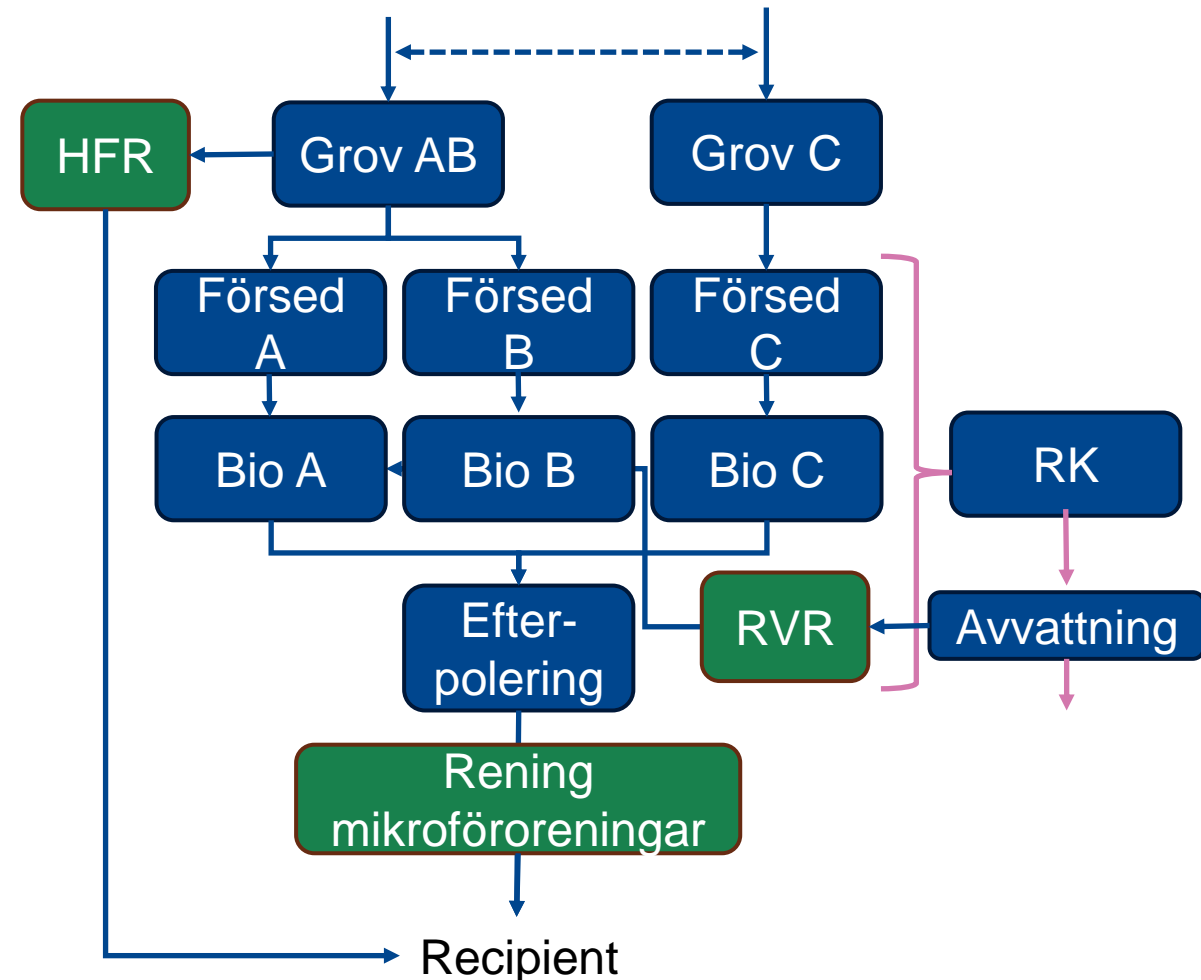 HFR
Grov AB
Grov C
Försed
A
Försed
B
Försed
C
Bio A
Bio B
Bio C
RK
Efter-
polering
RVR
Avvattning
Rening
mikroföroreningar
Recipient